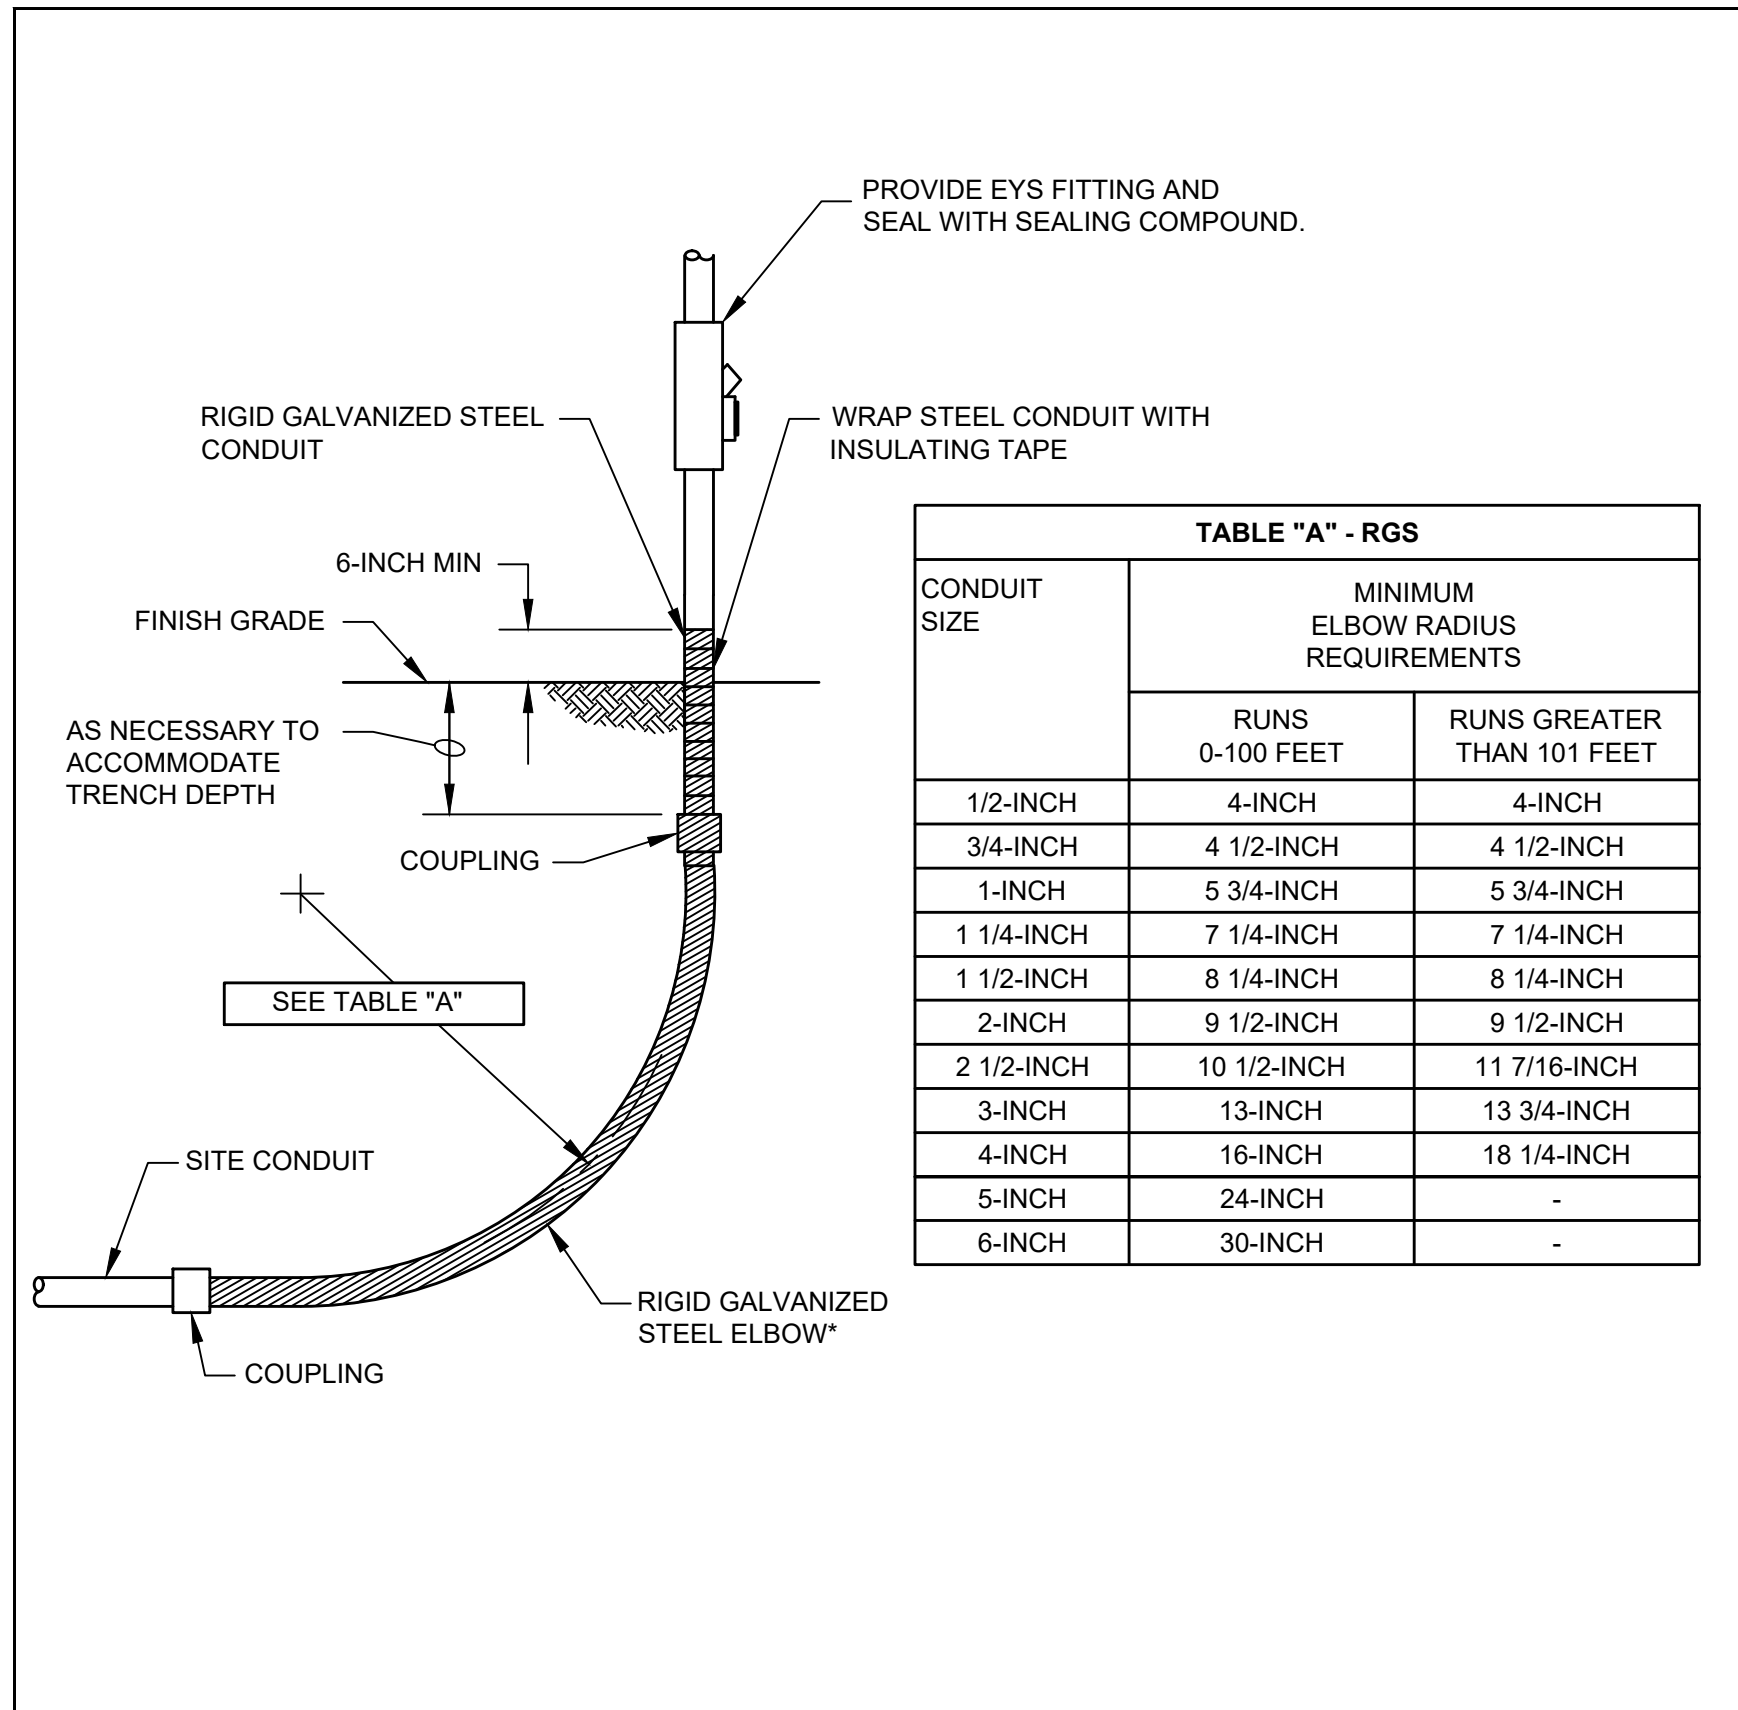 PROVIDE EYS FITTING AND
SEAL WITH SEALING COMPOUND.
RIGID GALVANIZED STEEL
CONDUIT
WRAP STEEL CONDUIT WITH
INSULATING TAPE
6-INCH MIN
FINISH GRADE
AS NECESSARY TO
ACCOMMODATE
TRENCH DEPTH
COUPLING
SEE TABLE "A"
SITE CONDUIT
RIGID GALVANIZED
STEEL ELBOW*
COUPLING
TABLE "A" - RGS
CONDUIT
SIZE
MINIMUM
ELBOW RADIUS
REQUIREMENTS
RUNS
0-100 FEET
RUNS GREATER
THAN 101 FEET
1/2-INCH 4-INCH 4-INCH
3/4-INCH 4 1/2-INCH 4 1/2-INCH
1-INCH 5 3/4-INCH 5 3/4-INCH
1 1/4-INCH 7 1/4-INCH 7 1/4-INCH
1 1/2-INCH 8 1/4-INCH 8 1/4-INCH
2-INCH 9 1/2-INCH 9 1/2-INCH
2 1/2-INCH 10 1/2-INCH 11 7/16-INCH
3-INCH 13-INCH 13 3/4-INCH
4-INCH 16-INCH 18 1/4-INCH
5-INCH 24-INCH -
6-INCH 30-INCH -